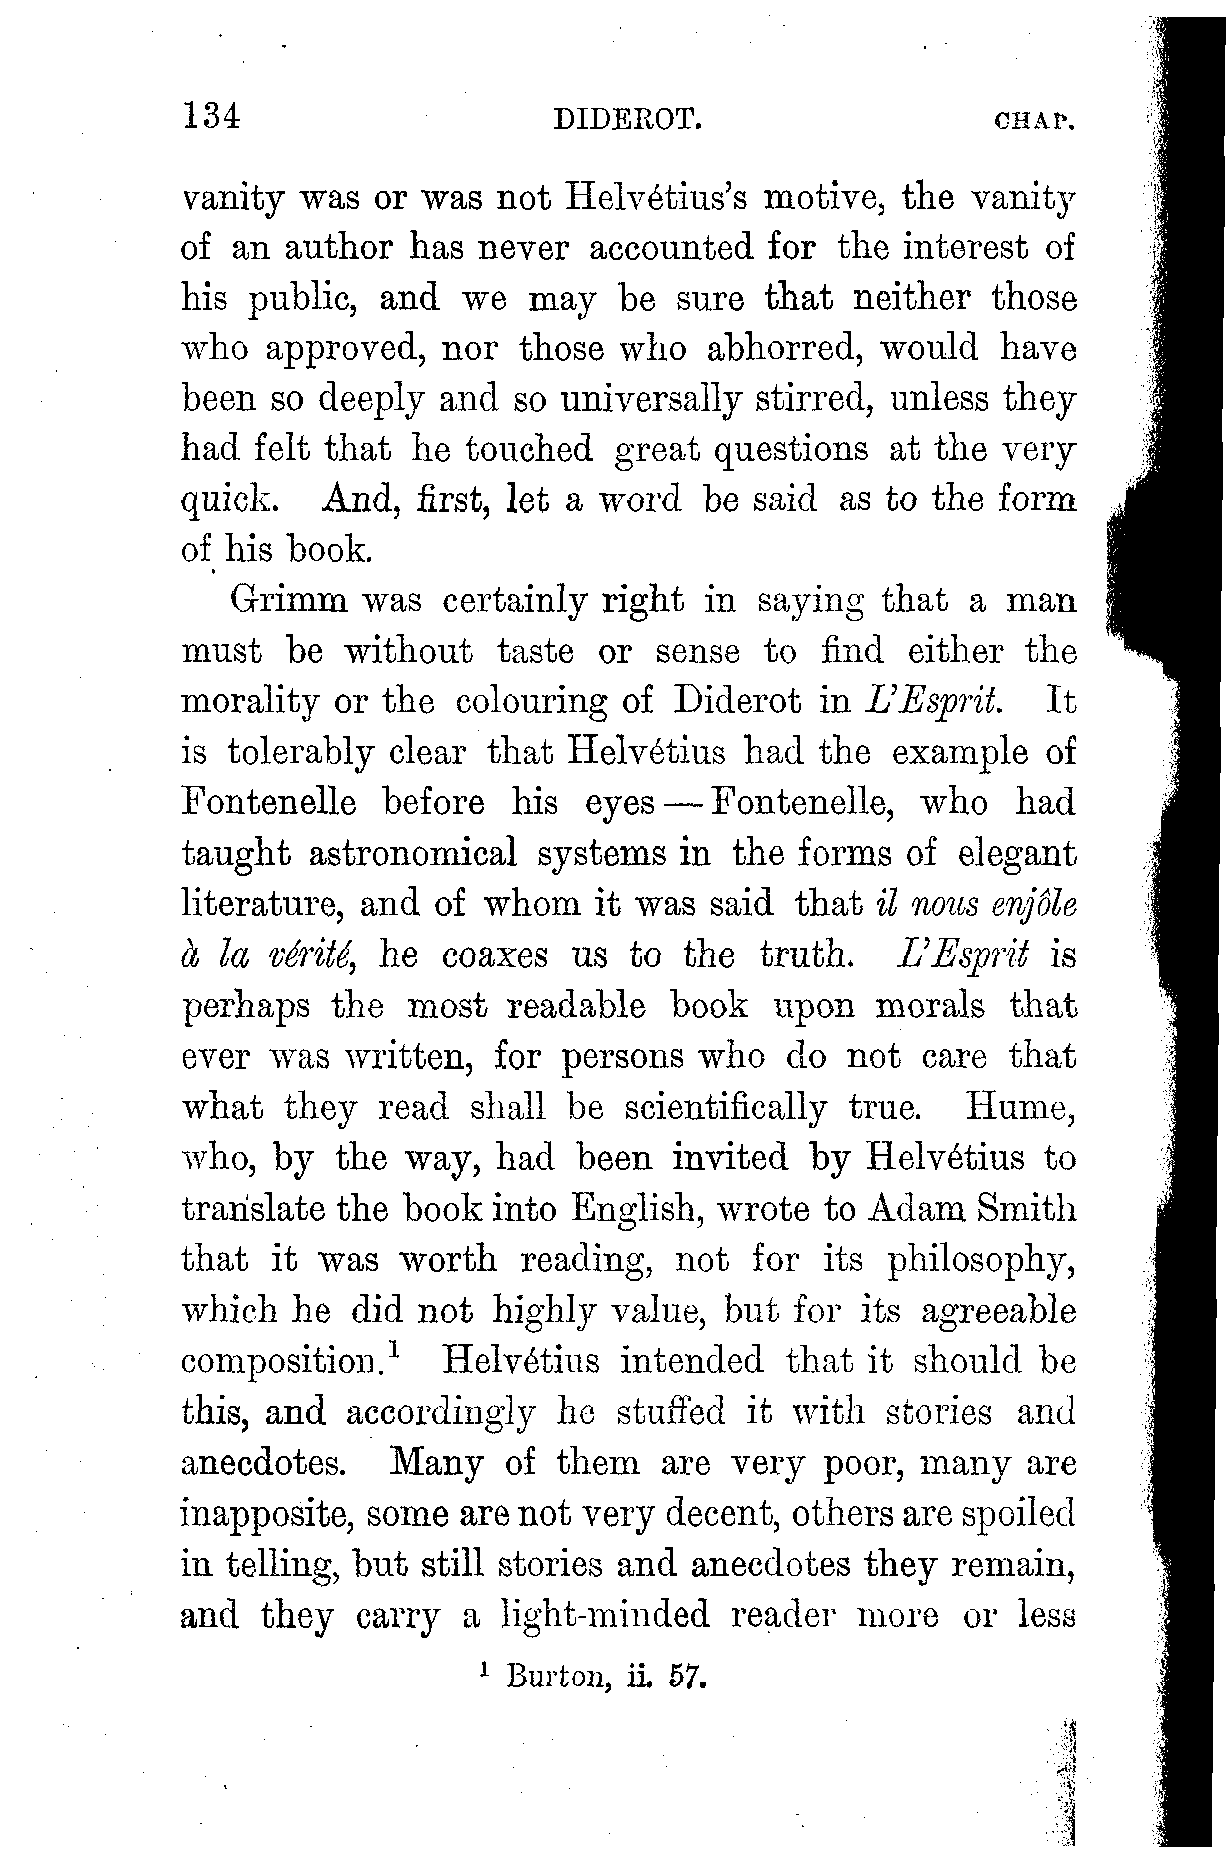 134 DIDEROT. CHAP.
vanity was or was not Helvétius's motive, the vanity
of an author has never accounted for the interest of
his public, and we may be sure that neither those
who approved, nor those who abhorred, would have
been so deeply and so universally stirred, unless they
had felt that he touched great questions at the very
quick. And, first, let a word be said as to the form
of his book.
Grimm was certainly right in saying that a man
must be without taste or sense to find either the
morality or the colouring of Diderot in L'Esprit. It
is tolerably clear that Helvétius had the example of
Fontenelle before his eyes — Fontenelle, who had
taught astronomical systems in the forms of elegant
literature, and of whom it was said that il nous enjôle
à la vérité, he coaxes us to the truth. L'Esprit is
perhaps the most readable book upon morals that
ever was written, for persons who do not care that
what they read shall be scientifically true. Hume,
who, by the way, had been invited by Helvétius to
translate the book into English, wrote to Adam Smith
that it was worth reading, not for its philosophy,
which he did not highly value, but for its agreeable
composition.¹ Helvétius intended that it should be
this, and accordingly he stuffed it with stories and
anecdotes. Many of them are very poor, many are
inapposite, some are not very decent, others are spoiled
in telling, but still stories and anecdotes they remain,
and they carry a light-minded reader more or less
¹ Burton, ii. 57.